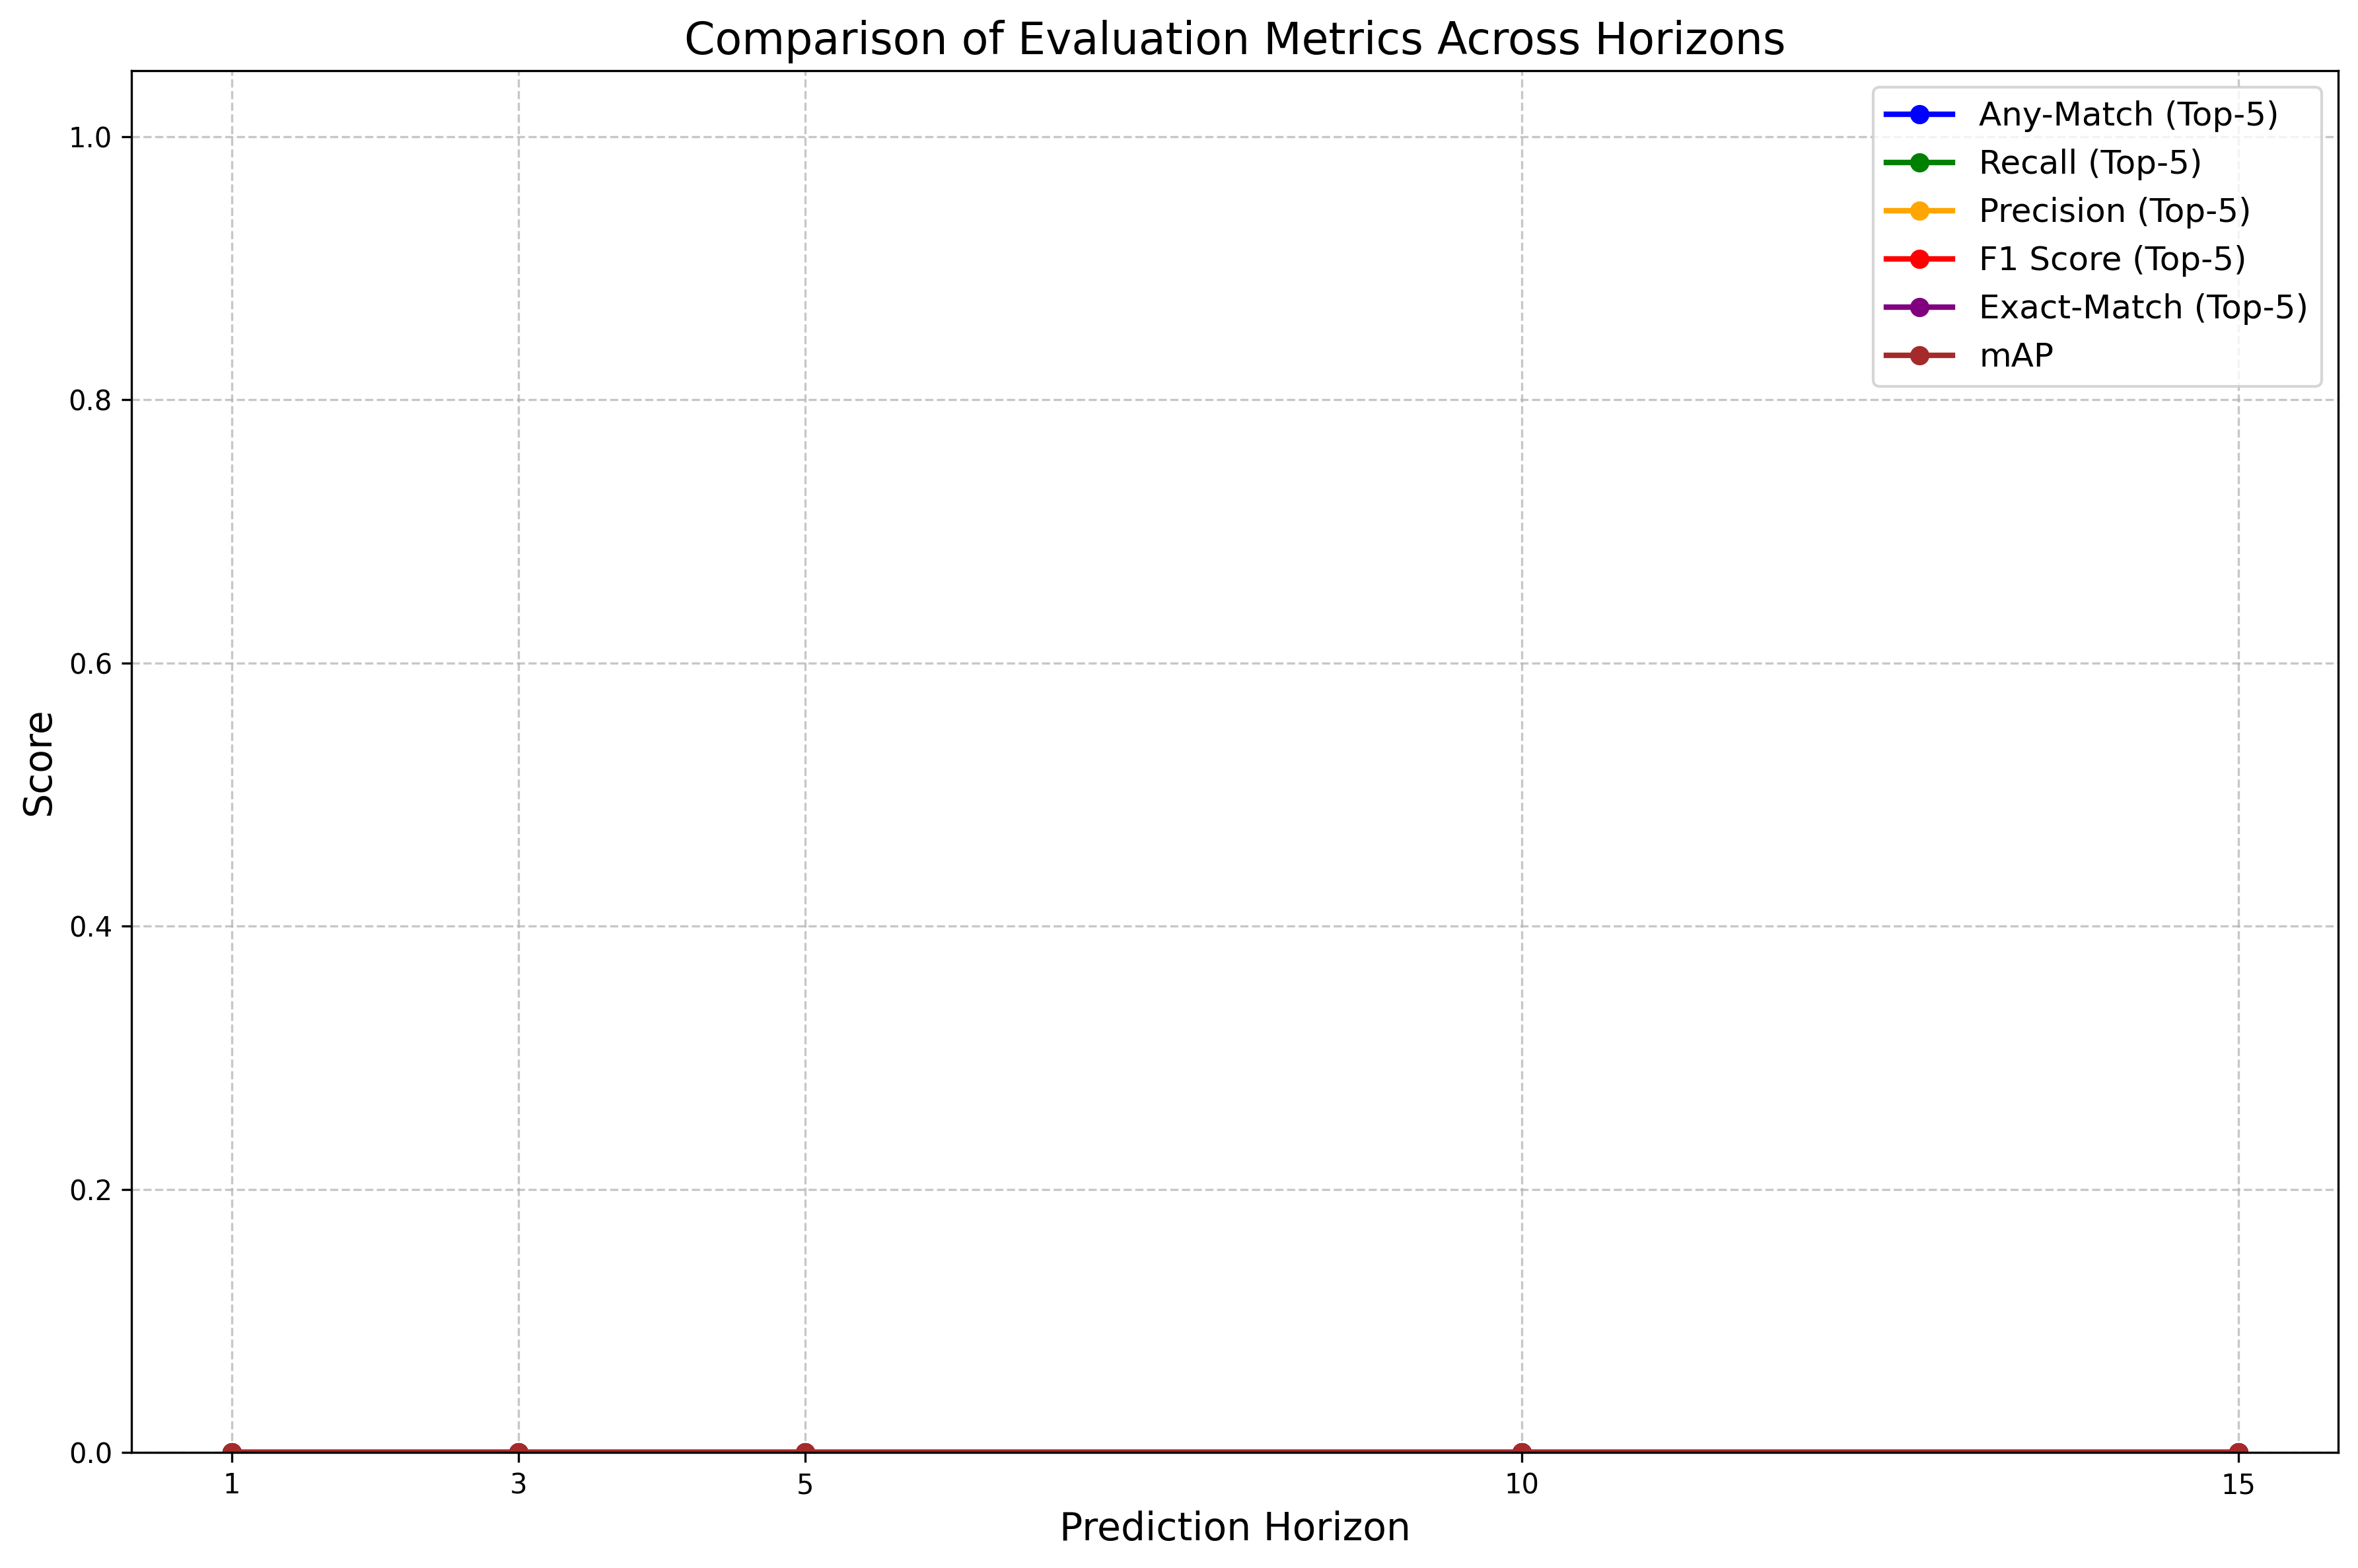 Comparison of Evaluation Metrics Across Horizons
Any-Match (Top-5)
Recall (Top-5)
Precision (Top-5)
F1 Score (Top-5)
Exact-Match (Top-5)
mAP
Score
1.0
0.8
0.6
0.4
0.2
0.0
1
3
5
10
15
Prediction Horizon